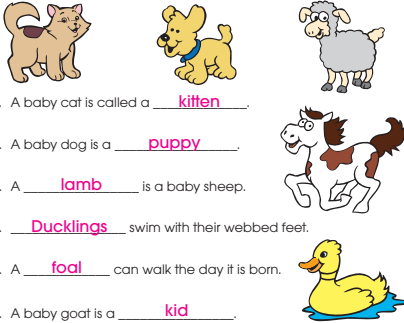 . A baby cat is called a kitten.
. A baby dog is a puppy.
. A lamb is a baby sheep.
. Ducklings swim with their webbed feet.
. A foal can walk the day it is born.
. A baby goat is a kid.